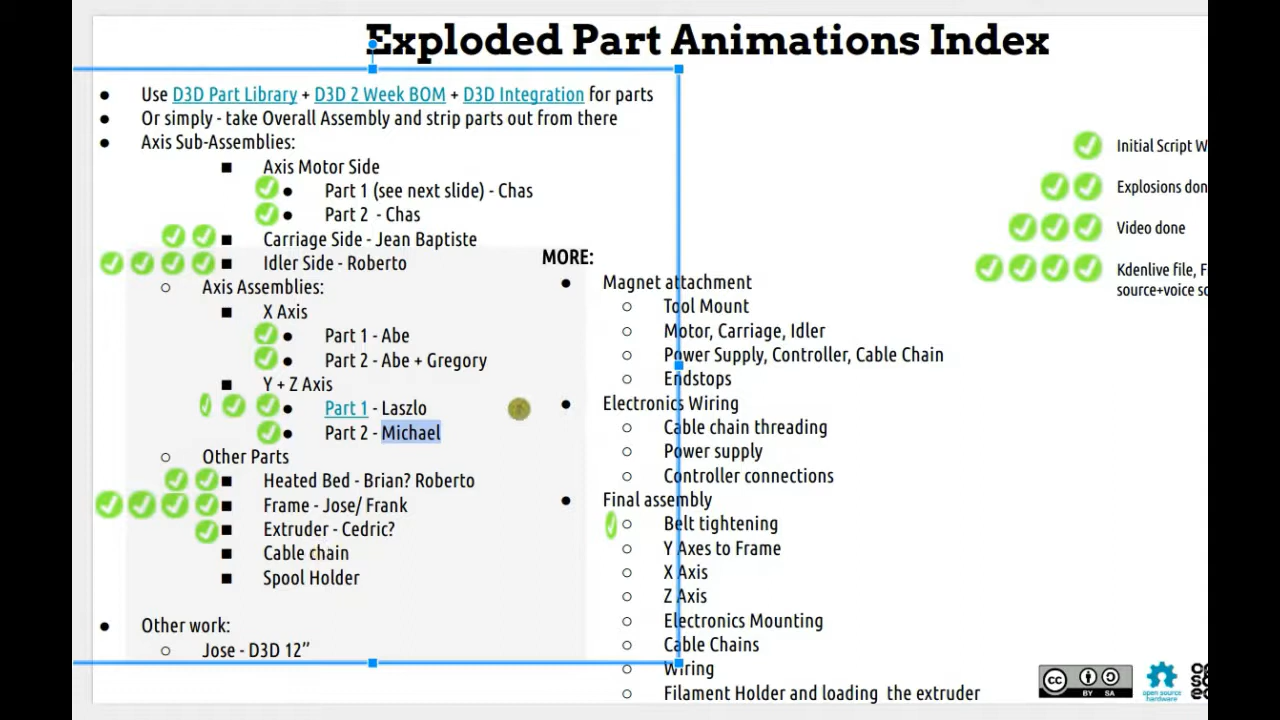 Exploded Part Animations Index
Use D3D Part Library + D3D 2 Week BOM + D3D Integration for parts
Or simply - take Overall Assembly and strip parts out from there
Axis Sub-Assemblies:
Axis Motor Side
Part 1 (see next slide) - Chas
Part 2 - Chas
Carriage Side - Jean Baptiste
Idler Side - Roberto
Axis Assemblies:
X Axis
Part 1 - Abe
Part 2 - Abe + Gregory
Y + Z Axis
Part 1 - Laszlo
Part 2 - Michael
Other Parts
Heated Bed - Brian? Roberto
Frame - Jose/ Frank
Extruder - Cedric?
Cable chain
Spool Holder
Other work:
Jose - D3D 12”
MORE:
Magnet attachment
Tool Mount
Motor, Carriage, Idler
Power Supply, Controller, Cable Chain
Endstops
Electronics Wiring
Cable chain threading
Power supply
Controller connections
Final assembly
Belt tightening
Y Axes to Frame
X Axis
Z Axis
Electronics Mounting
Cable Chains
Wiring
Filament Holder and loading the extruder
Initial Script W
Explosions don
Video done
Kdenlive file, F
source+voice so
CC BY SA
open source
hardware